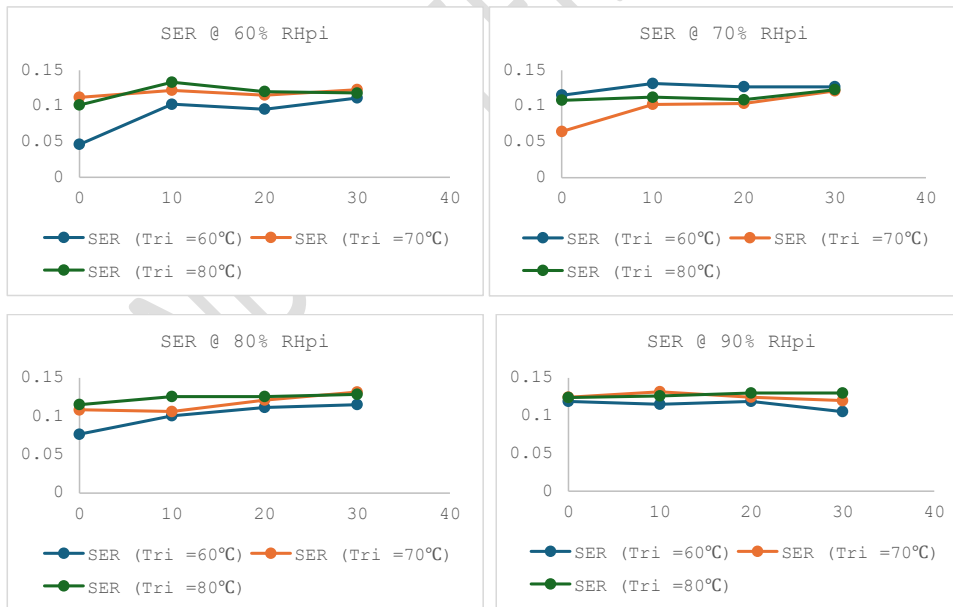 SER @ 60% RHpi
0.15
0.1
0.05
0
0 10 20 30 40
SER (Tri =60℃) SER (Tri =70℃)
SER (Tri =80℃)
SER @ 70% RHpi
0.15
0.1
0.05
0
0 10 20 30 40
SER (Tri =60℃) SER (Tri =70℃)
SER (Tri =80℃)
SER @ 80% RHpi
0.15
0.1
0.05
0
0 10 20 30 40
SER (Tri =60℃) SER (Tri =70℃)
SER (Tri =80℃)
SER @ 90% RHpi
0.15
0.1
0.05
0
0 10 20 30 40
SER (Tri =60℃) SER (Tri =70℃)
SER (Tri =80℃)